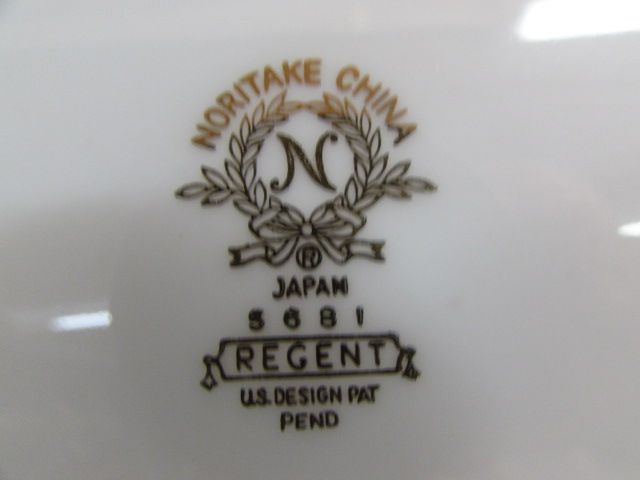 NORITAKE CHINA
N
®
JAPAN
5681
REGENT
U.S. DESIGN PAT
PEND